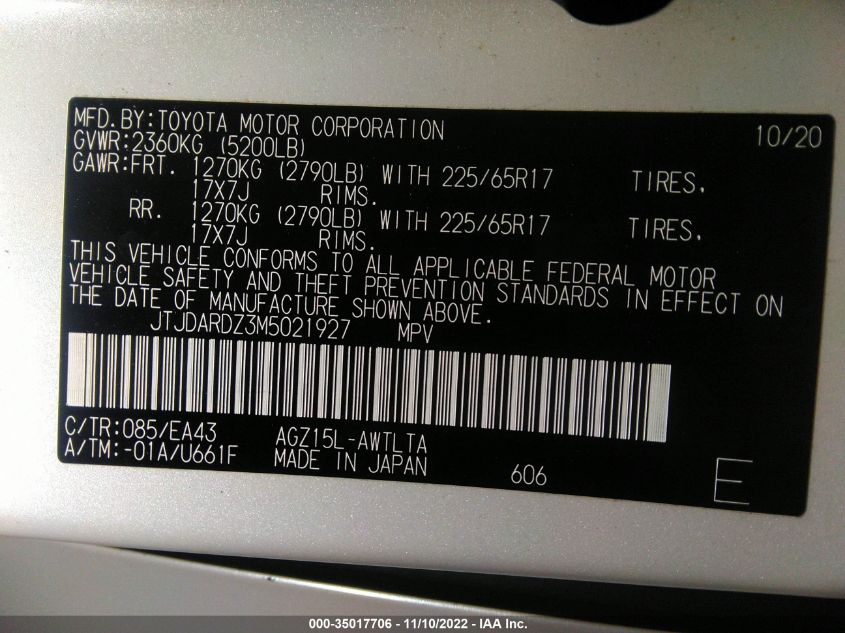 MFD.BY:TOYOTA MOTOR CORPORATION 10/20
GVWR:2360KG (5200LB)
GAWR:FRT. 1270KG (2790LB) WITH 225/65R17 TIRES,
17X7J RIMS.
RR. 1270KG (2790LB) WITH 225/65R17 TIRES,
17X7J RIMS.
THIS VEHICLE CONFORMS TO ALL APPLICABLE FEDERAL MOTOR
VEHICLE SAFETY AND THEFT PREVENTION STANDARDS IN EFFECT ON
THE DATE OF MANUFACTURE SHOWN ABOVE.
JTJDARDZ3M5021927 MPV
C/TR:085/EA43 AGZ15L-AWTLTA
A/TM:-01A/U661F MADE IN JAPAN 606 E
000-35017706 - 11/10/2022 - IAA Inc.